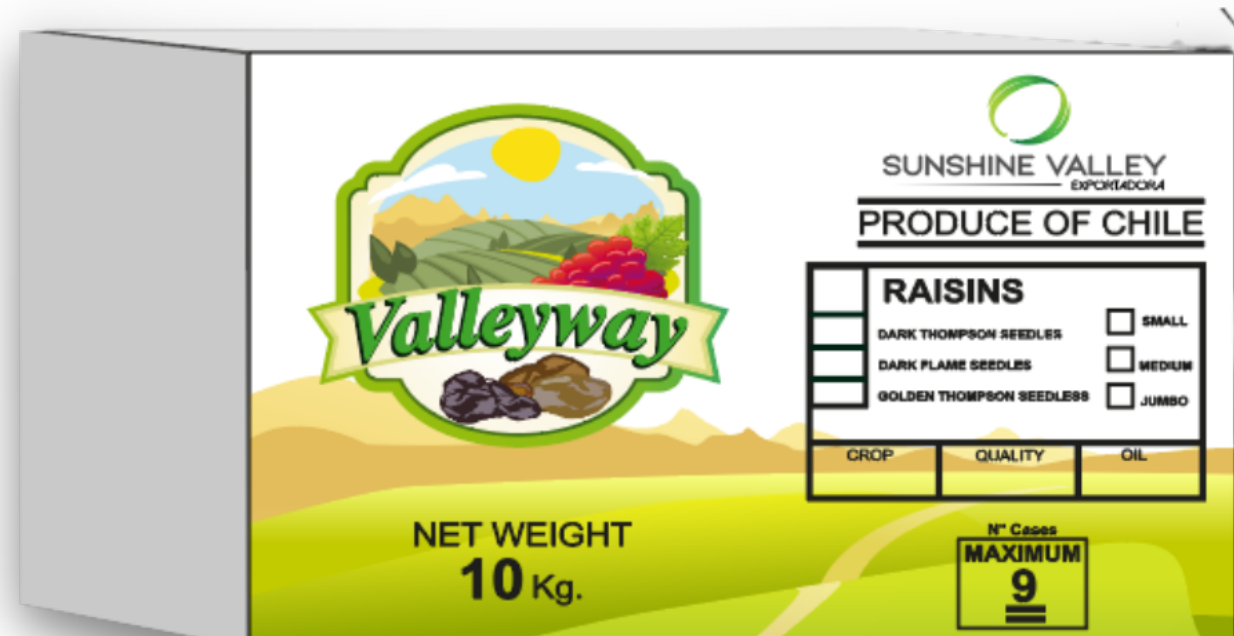 Valleyway
NET WEIGHT
10 Kg.
SUNSHINE VALLEY
EXPORTADORA
PRODUCE OF CHILE
RAISINS
DARK THOMPSON SEEDLES
DARK FLAME SEEDLES
GOLDEN THOMPSON SEEDLESS
SMALL
MEDIUM
JUMBO
CROP QUALITY OIL
N° Cases
MAXIMUM
9